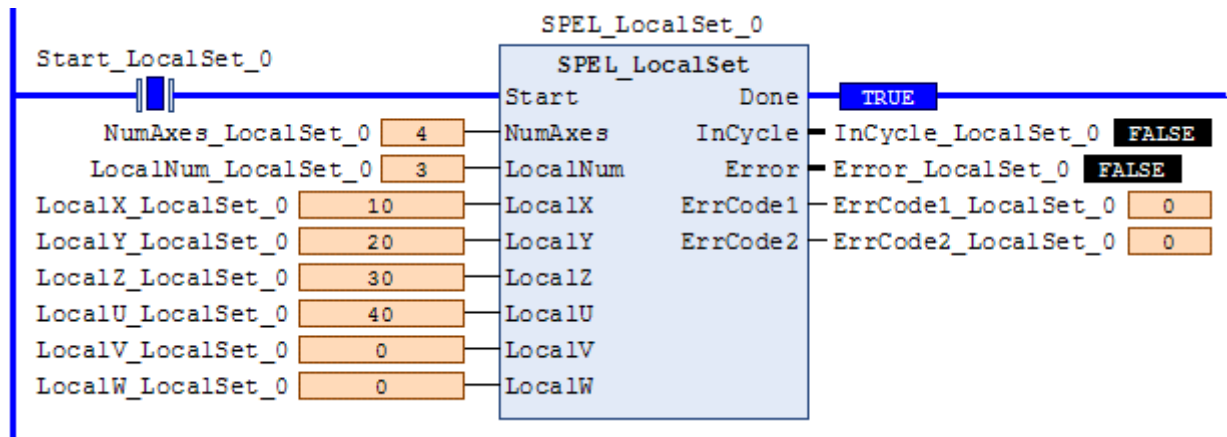 SPEL_LocalSet_0
Start_LocalSet_0 SPEL_LocalSet
Start Done TRUE
NumAxes_LocalSet_0 4 NumAxes InCycle InCycle_LocalSet_0 FALSE
LocalNum_LocalSet_0 3 LocalNum Error Error_LocalSet_0 FALSE
LocalX_LocalSet_0 10 LocalX ErrCode1 ErrCode1_LocalSet_0 0
LocalY_LocalSet_0 20 LocalY ErrCode2 ErrCode2_LocalSet_0 0
LocalZ_LocalSet_0 30 LocalZ
LocalU_LocalSet_0 40 LocalU
LocalV_LocalSet_0 0 LocalV
LocalW_LocalSet_0 0 LocalW